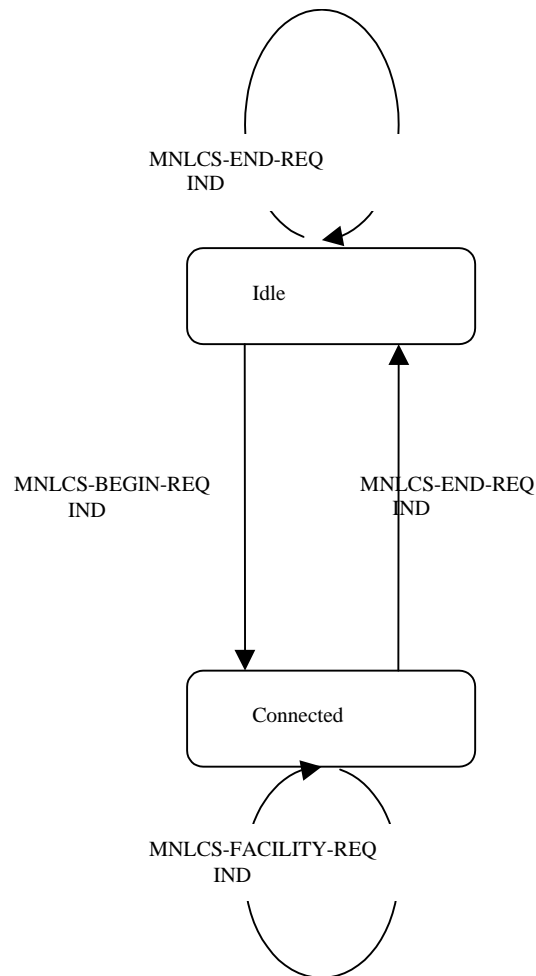 MNLCS-END-REQ
IND
Idle
MNLCS-BEGIN-REQ
IND
MNLCS-END-REQ
IND
Connected
MNLCS-FACILITY-REQ
IND